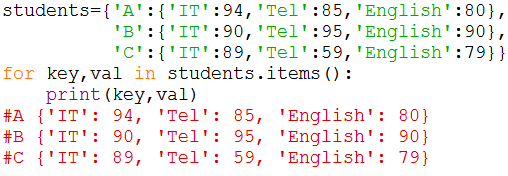 students={'A':{'IT':94,'Tel':85,'English':80},
'B':{'IT':90,'Tel':95,'English':90},
'C':{'IT':89,'Tel':59,'English':79}}
for key,val in students.items():
print(key,val)
#A {'IT': 94, 'Tel': 85, 'English': 80}
#B {'IT': 90, 'Tel': 95, 'English': 90}
#C {'IT': 89, 'Tel': 59, 'English': 79}